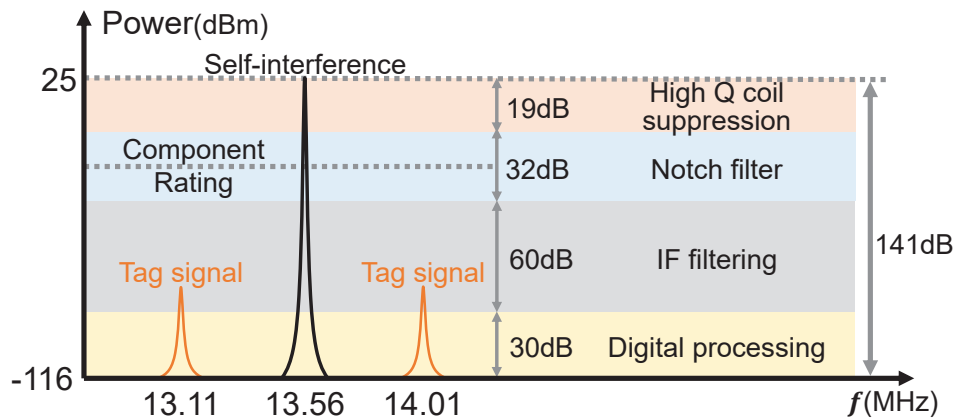 Power(dBm)
Self-interference
25
19dB
High Q coil
suppression
Component
Rating
32dB
Notch filter
141dB
Tag signal
Tag signal
60dB
IF filtering
30dB
Digital processing
-116
13.11
13.56
14.01
f(MHz)